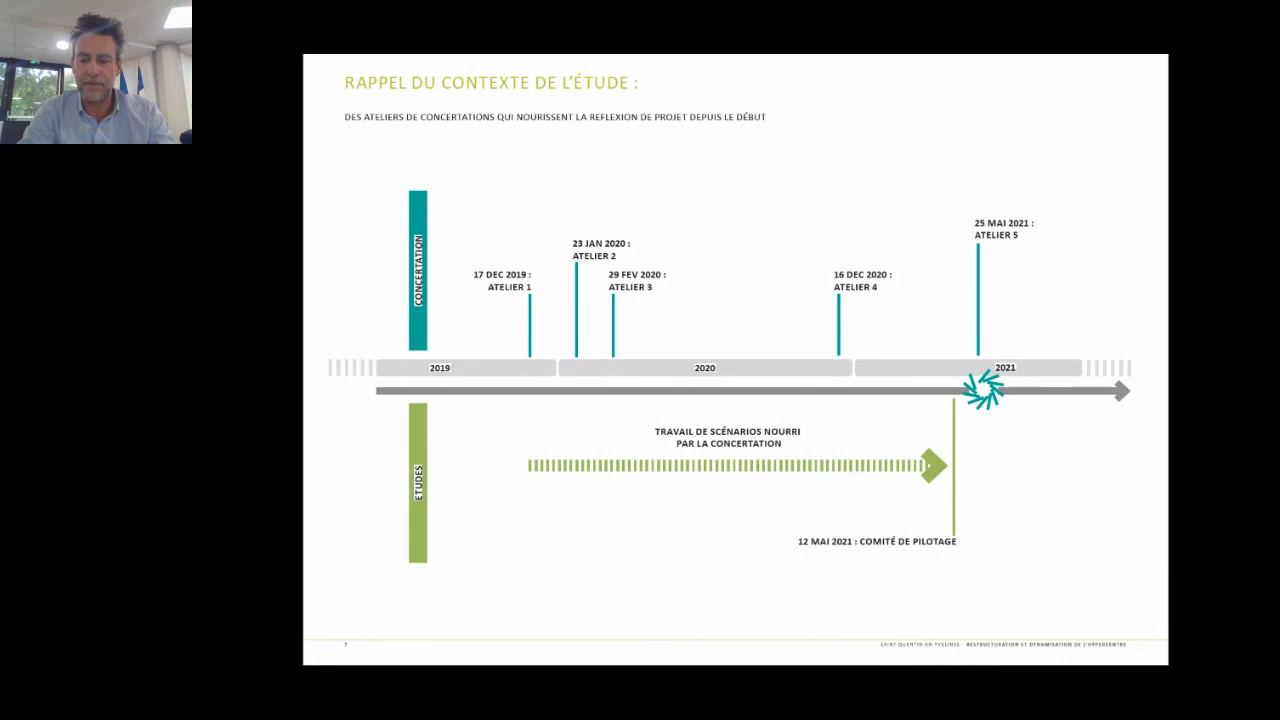 RAPPEL DU CONTEXTE DE L'ÉTUDE :
DES ATELIERS DE CONCERTATIONS QUI NOURISSENT LA REFLEXION DE PROJET DEPUIS LE DÉBUT
CONCERTATION
17 DEC 2019 :
ATELIER 1
23 JAN 2020 :
ATELIER 2
29 FEV 2020 :
ATELIER 3
16 DEC 2020 :
ATELIER 4
25 MAI 2021 :
ATELIER 5
2019
2020
2021
ETUDES
TRAVAIL DE SCÉNARIOS NOURRI
PAR LA CONCERTATION
12 MAI 2021 : COMITÉ DE PILOTAGE
7
SAINT-QUENTIN-EN-YVELINES RESTRUCTURATION ET DYNAMISATION DE L'HYPERCENTRE